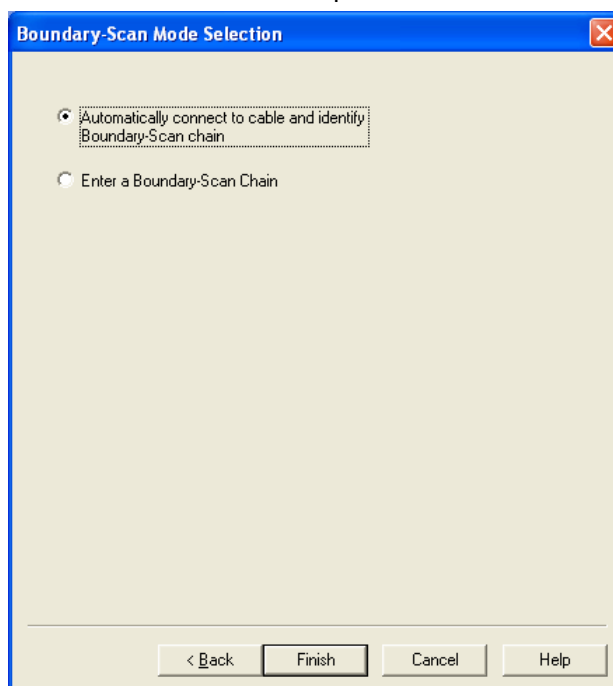 Boundary-Scan Mode Selection
Automatically connect to cable and identify
Boundary-Scan chain
Enter a Boundary-Scan Chain
< Back
Finish
Cancel
Help